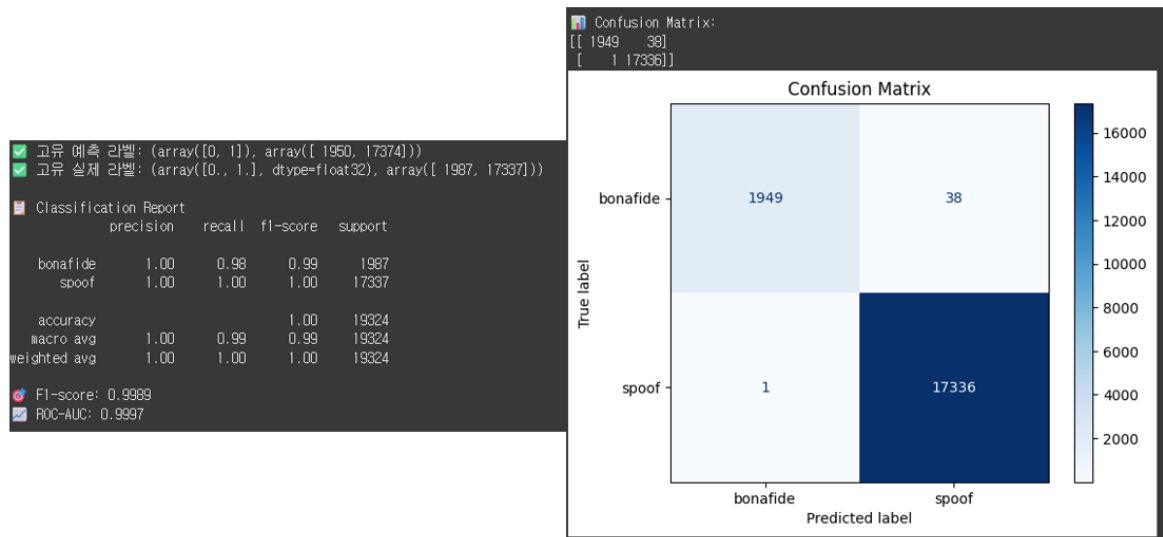 ✅ 고유 예측 라벨: (array([0, 1]), array([ 1950, 17374]))
✅ 고유 실제 라벨: (array([0., 1.], dtype=float32), array([ 1987, 17337]))
📋 Classification Report
precision recall f1-score support
bonafide 1.00 0.98 0.99 1987
spoof 1.00 1.00 1.00 17337
accuracy 1.00 19324
macro avg 1.00 0.99 0.99 19324
weighted avg 1.00 1.00 1.00 19324
🎯 F1-score: 0.9989
📈 ROC-AUC: 0.9997
📊 Confusion Matrix:
[[ 1949 38]
[ 1 17336]]
Confusion Matrix
bonafide 1949 38
spoof 1 17336
bonafide spoof
Predicted label
True label
16000
14000
12000
10000
8000
6000
4000
2000